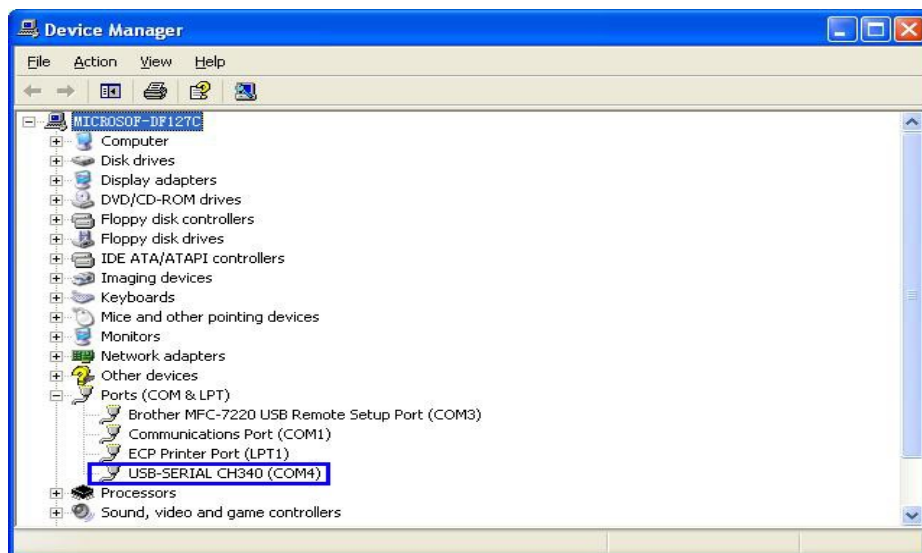 Device Manager
File Action View Help
MICROSOF-DF127C
Computer
Disk drives
Display adapters
DVD/CD-ROM drives
Floppy disk controllers
Floppy disk drives
IDE ATA/ATAPI controllers
Imaging devices
Keyboards
Mice and other pointing devices
Monitors
Network adapters
Other devices
Ports (COM & LPT)
Brother MFC-7220 USB Remote Setup Port (COM3)
Communications Port (COM1)
ECP Printer Port (LPT1)
USB-SERIAL CH340 (COM4)
Processors
Sound, video and game controllers